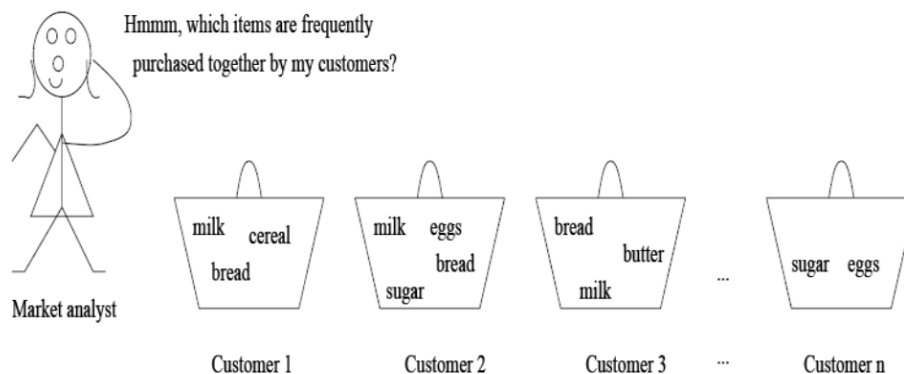 Hmmm, which items are frequently
purchased together by my customers?
milk
cereal
bread
milk eggs
bread
sugar
bread
butter
milk
...
sugar eggs
Market analyst
Customer 1
Customer 2
Customer 3
...
Customer n